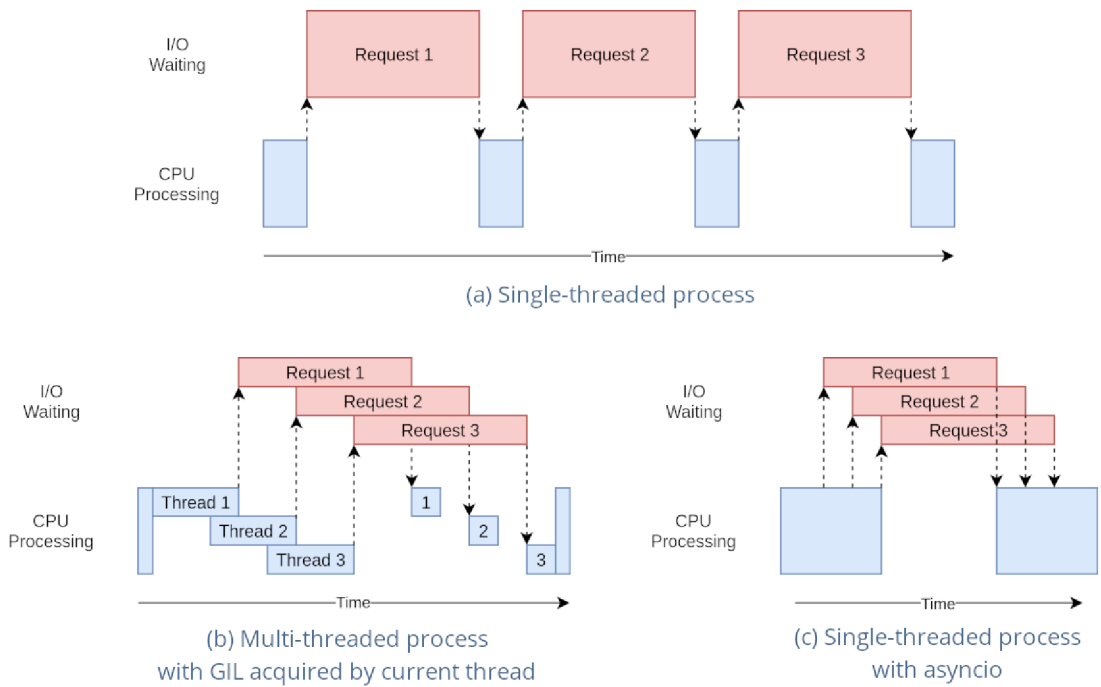 I/O
Waiting
Request 1
Request 2
Request 3
CPU
Processing
Time
(a) Single-threaded process
I/O
Waiting
Request 1
Request 2
Request 3
CPU
Processing
Thread 1
Thread 2
Thread 3
1
2
3
Time
(b) Multi-threaded process
with GIL acquired by current thread
I/O
Waiting
Request 1
Request 2
Request 3
CPU
Processing
Time
(c) Single-threaded process
with asyncio